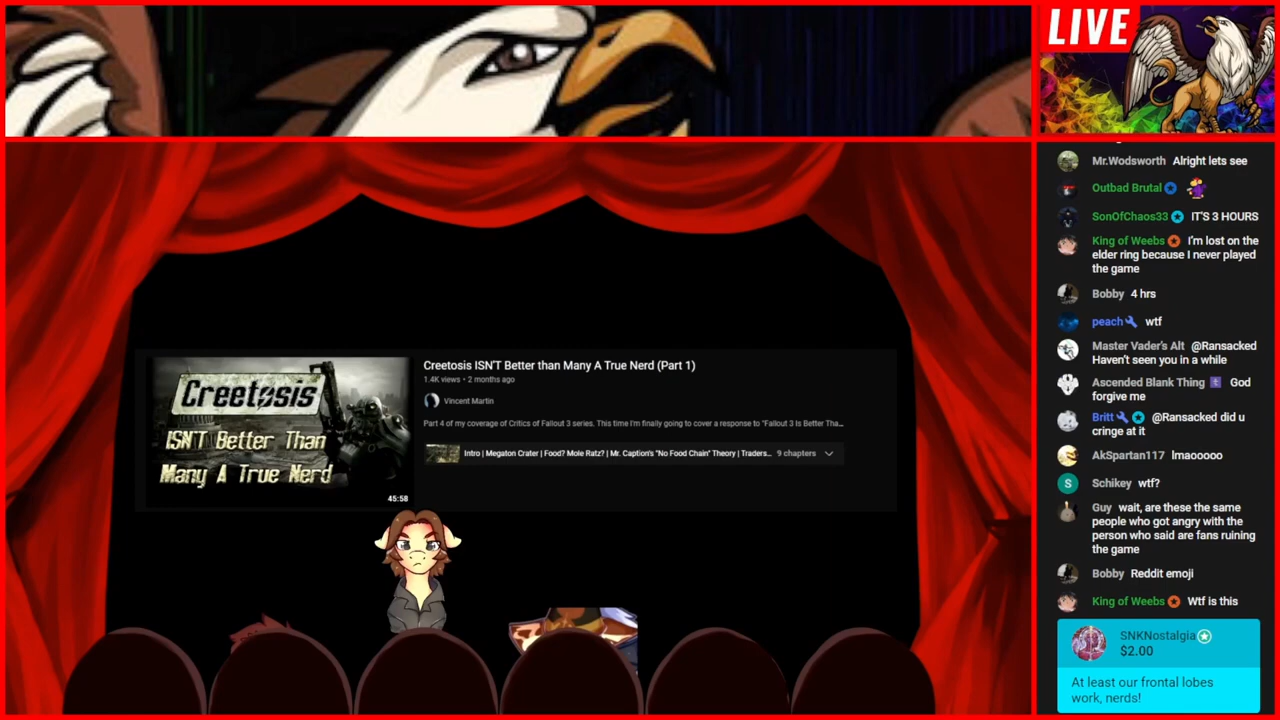 LIVE
Creetosis
ISN'T Better Than
Many A True Nerd
45:58
Creetosis ISN'T Better than Many A True Nerd (Part 1)
1.4K views • 2 months ago
Vincent Martin
Part 4 of my coverage of Critics of Fallout 3 series. This time I'm finally going to cover a response to "Fallout 3 Is Better Tha...
Intro | Megaton Crater | Food? Mole Ratz? | Mr. Caption's "No Food Chain" Theory | Traders... 9 chapters
Mr.Wodsworth Alright lets see
Outbad Brutal
SonOfChaos33 IT'S 3 HOURS
King of Weebs I'm lost on the
elder ring because I never played
the game
Bobby 4 hrs
peach wtf
Master Vader's Alt @Ransacked
Haven't seen you in a while
Ascended Blank Thing God
forgive me
Britt @Ransacked did u
cringe at it
AkSpartan117 lmaooooo
S
Schikey wtf?
Guy wait, are these the same
people who got angry with the
person who said are fans ruining
the game
Bobby Reddit emoji
King of Weebs Wtf is this
SNKNostalgia
$2.00
At least our frontal lobes
work, nerds!